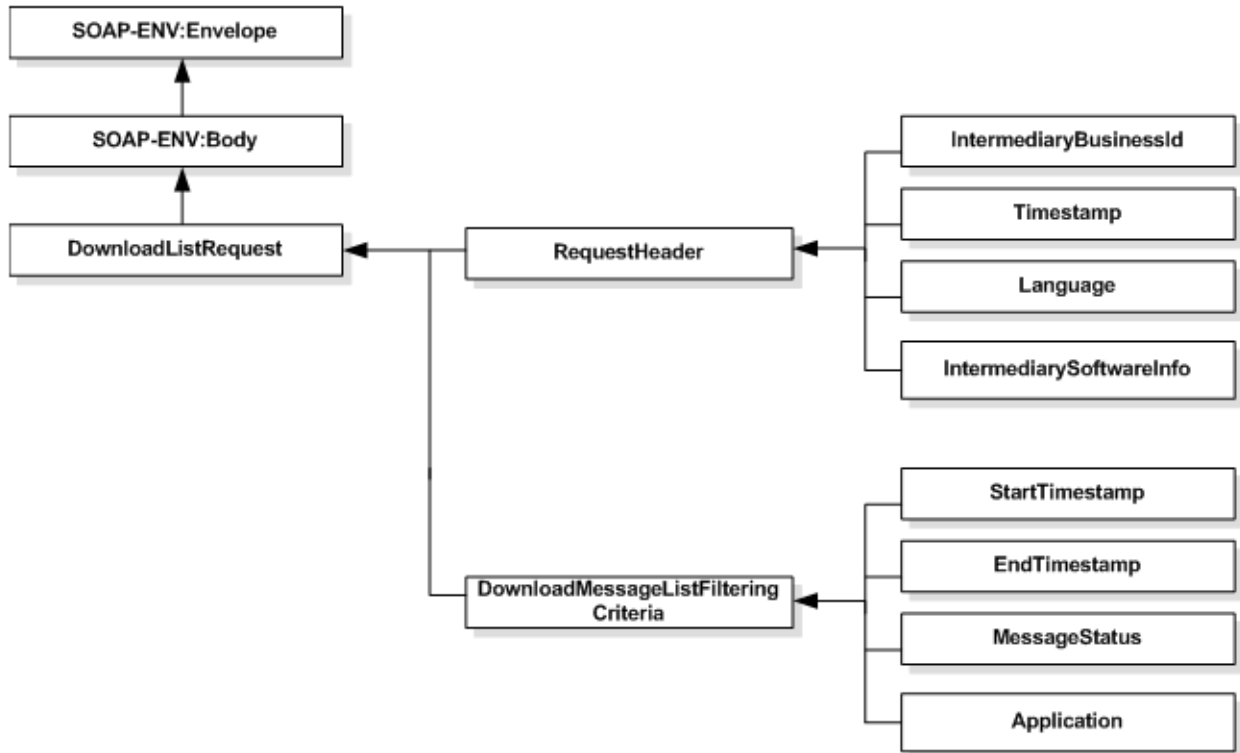 SOAP-ENV:Envelope
SOAP-ENV:Body
DownloadListRequest
RequestHeader
IntermediaryBusinessId
Timestamp
Language
IntermediarySoftwareInfo
DownloadMessageListFiltering
Criteria
StartTimestamp
EndTimestamp
MessageStatus
Application